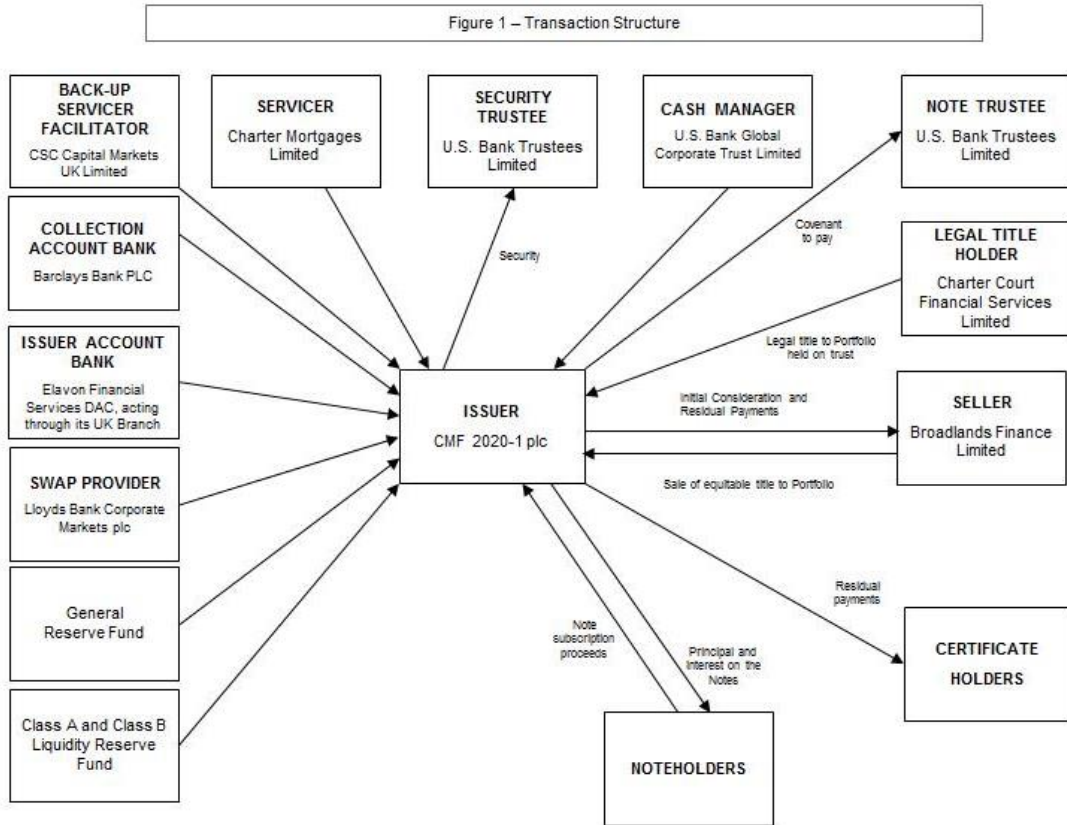 Figure 1 – Transaction Structure
BACK-UP
SERVICER
FACILITATOR
CSC Capital Markets
UK Limited
SERVICER
Charter Mortgages
Limited
SECURITY
TRUSTEE
U.S. Bank Trustees
Limited
CASH MANAGER
U.S. Bank Global
Corporate Trust Limited
NOTE TRUSTEE
U.S. Bank Trustees
Limited
COLLECTION
ACCOUNT BANK
Barclays Bank PLC
Security
Covenant
to pay
LEGAL TITLE
HOLDER
Charter Court
Financial Services
Limited
ISSUER ACCOUNT
BANK
Elavon Financial
Services DAC, acting
through its UK Branch
Legal title to Portfolio
held on trust
ISSUER
CMF 2020-1 plc
Initial Consideration and
Residual Payments
SELLER
Broadlands Finance
Limited
Sale of equitable title to Portfolio
SWAP PROVIDER
Lloyds Bank Corporate
Markets plc
General
Reserve Fund
Note
subscription
proceeds
Principal and
Interest on the
Notes
Residual
payments
CERTIFICATE
HOLDERS
Class A and Class B
Liquidity Reserve
Fund
NOTEHOLDERS